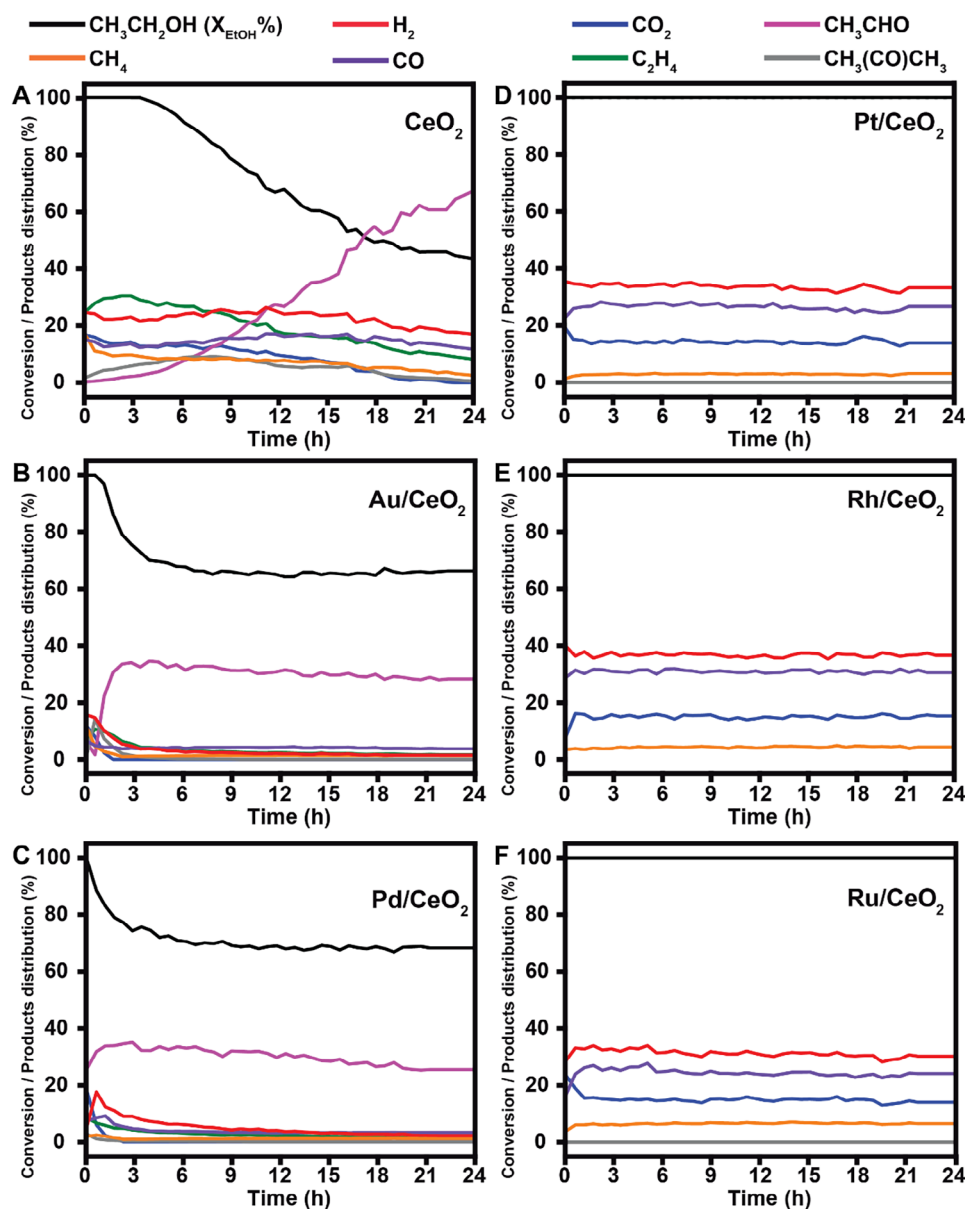 CH₃CH₂OH (X_EtOH%) H₂ CO₂ CH₃CHO
CH₄ CO C₂H₄ CH₃(CO)CH₃
A
CeO₂
Conversion / Products distribution (%)
100
80
60
40
20
0
0 3 6 9 12 15 18 21 24
Time (h)
D
Pt/CeO₂
Conversion / Products distribution (%)
100
80
60
40
20
0
0 3 6 9 12 15 18 21 24
Time (h)
B
Au/CeO₂
Conversion / Products distribution (%)
100
80
60
40
20
0
0 3 6 9 12 15 18 21 24
Time (h)
E
Rh/CeO₂
Conversion / Products distribution (%)
100
80
60
40
20
0
0 3 6 9 12 15 18 21 24
Time (h)
C
Pd/CeO₂
Conversion / Products distribution (%)
100
80
60
40
20
0
0 3 6 9 12 15 18 21 24
Time (h)
F
Ru/CeO₂
Conversion / Products distribution (%)
100
80
60
40
20
0
0 3 6 9 12 15 18 21 24
Time (h)